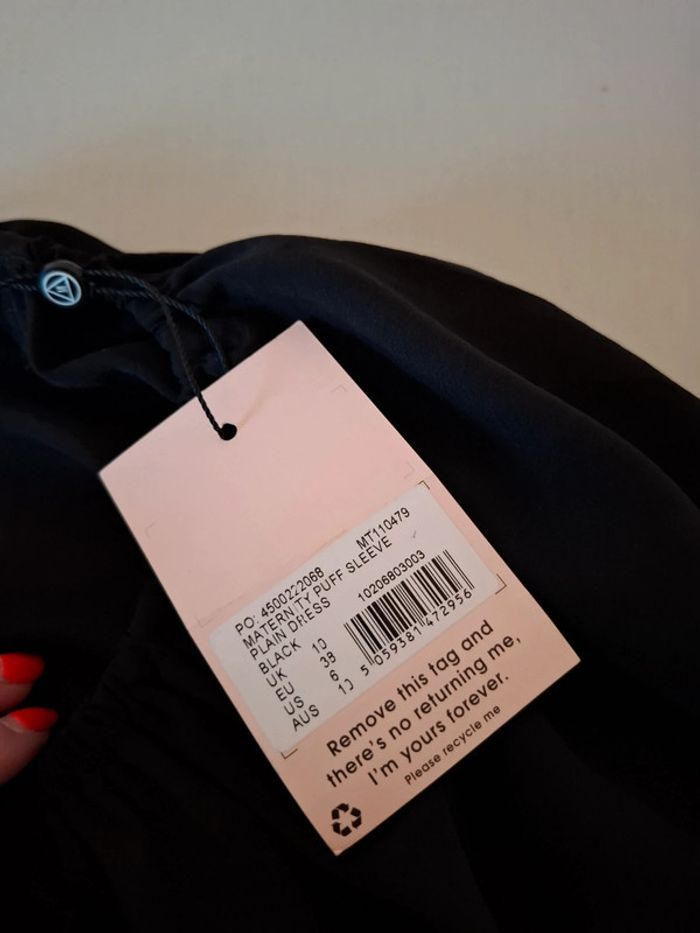 PO: 4500222068 MT110479
MATERNITY PUFF SLEEVE
PLAIN DRESS
BLACK 10206803003
UK 10
EU 38
US 6
AUS 10
5 059381 472956
Remove this tag and
there's no returning me,
I'm yours forever.
Please recycle me